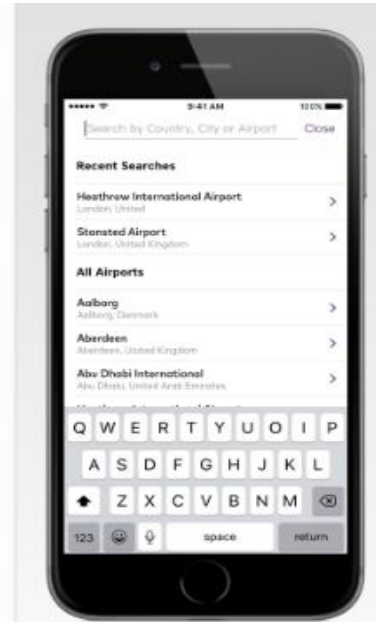 9:41 AM 100%
Search by Country, City or Airport Close
Recent Searches
Heathrow International Airport
London, United
Stansted Airport
London, United Kingdom
All Airports
Aalborg
Aalborg, Denmark
Aberdeen
Aberdeen, United Kingdom
Abu Dhabi International
Abu Dhabi, United Arab Emirates
Q W E R T Y U O I P
A S D F G H J K L
Z X C V B N M
123 space return